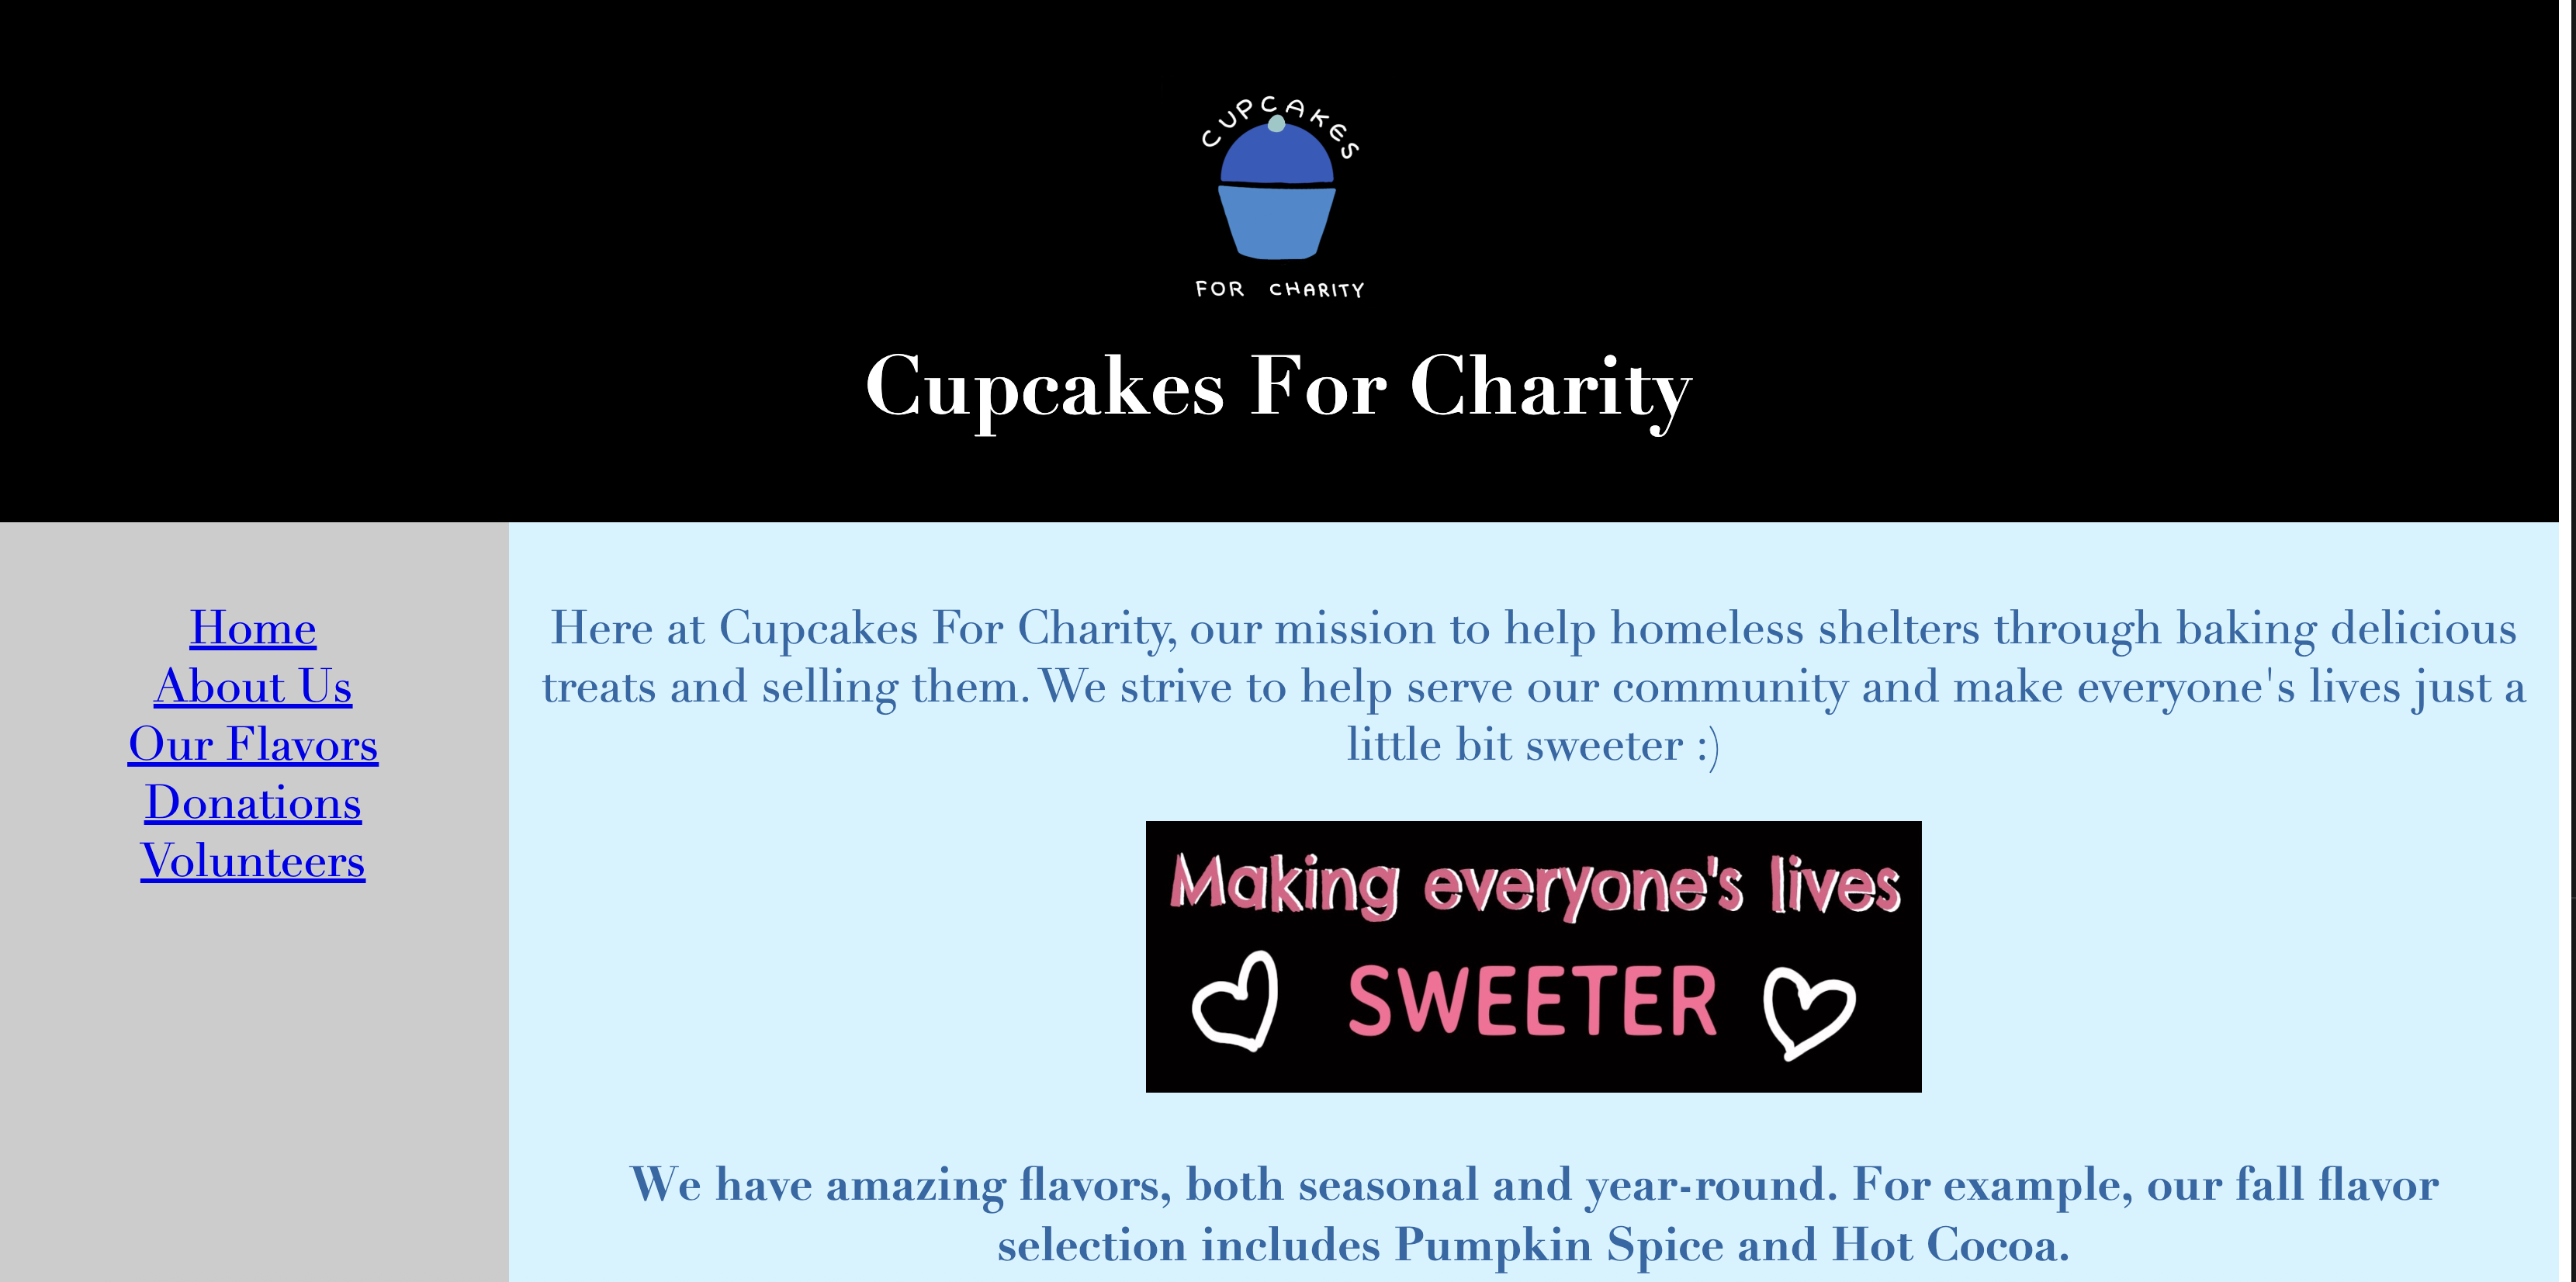 CUPCAKES
FOR CHARITY
Cupcakes For Charity
Home
About Us
Our Flavors
Donations
Volunteers
Here at Cupcakes For Charity, our mission to help homeless shelters through baking delicious
treats and selling them. We strive to help serve our community and make everyone's lives just a
little bit sweeter :)
Making everyone's lives
SWEETER
We have amazing flavors, both seasonal and year-round. For example, our fall flavor
selection includes Pumpkin Spice and Hot Cocoa.